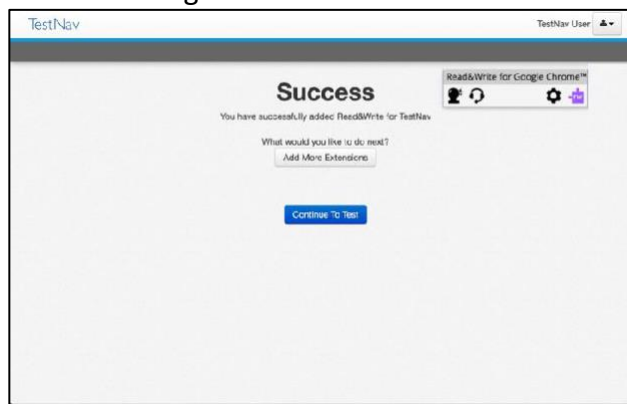 TestNav
TestNav User
Read&Write for Google Chrome™
Success
You have successfully added Read&Write for TestNav
What would you like to do next?
Add More Extensions
Continue To Test